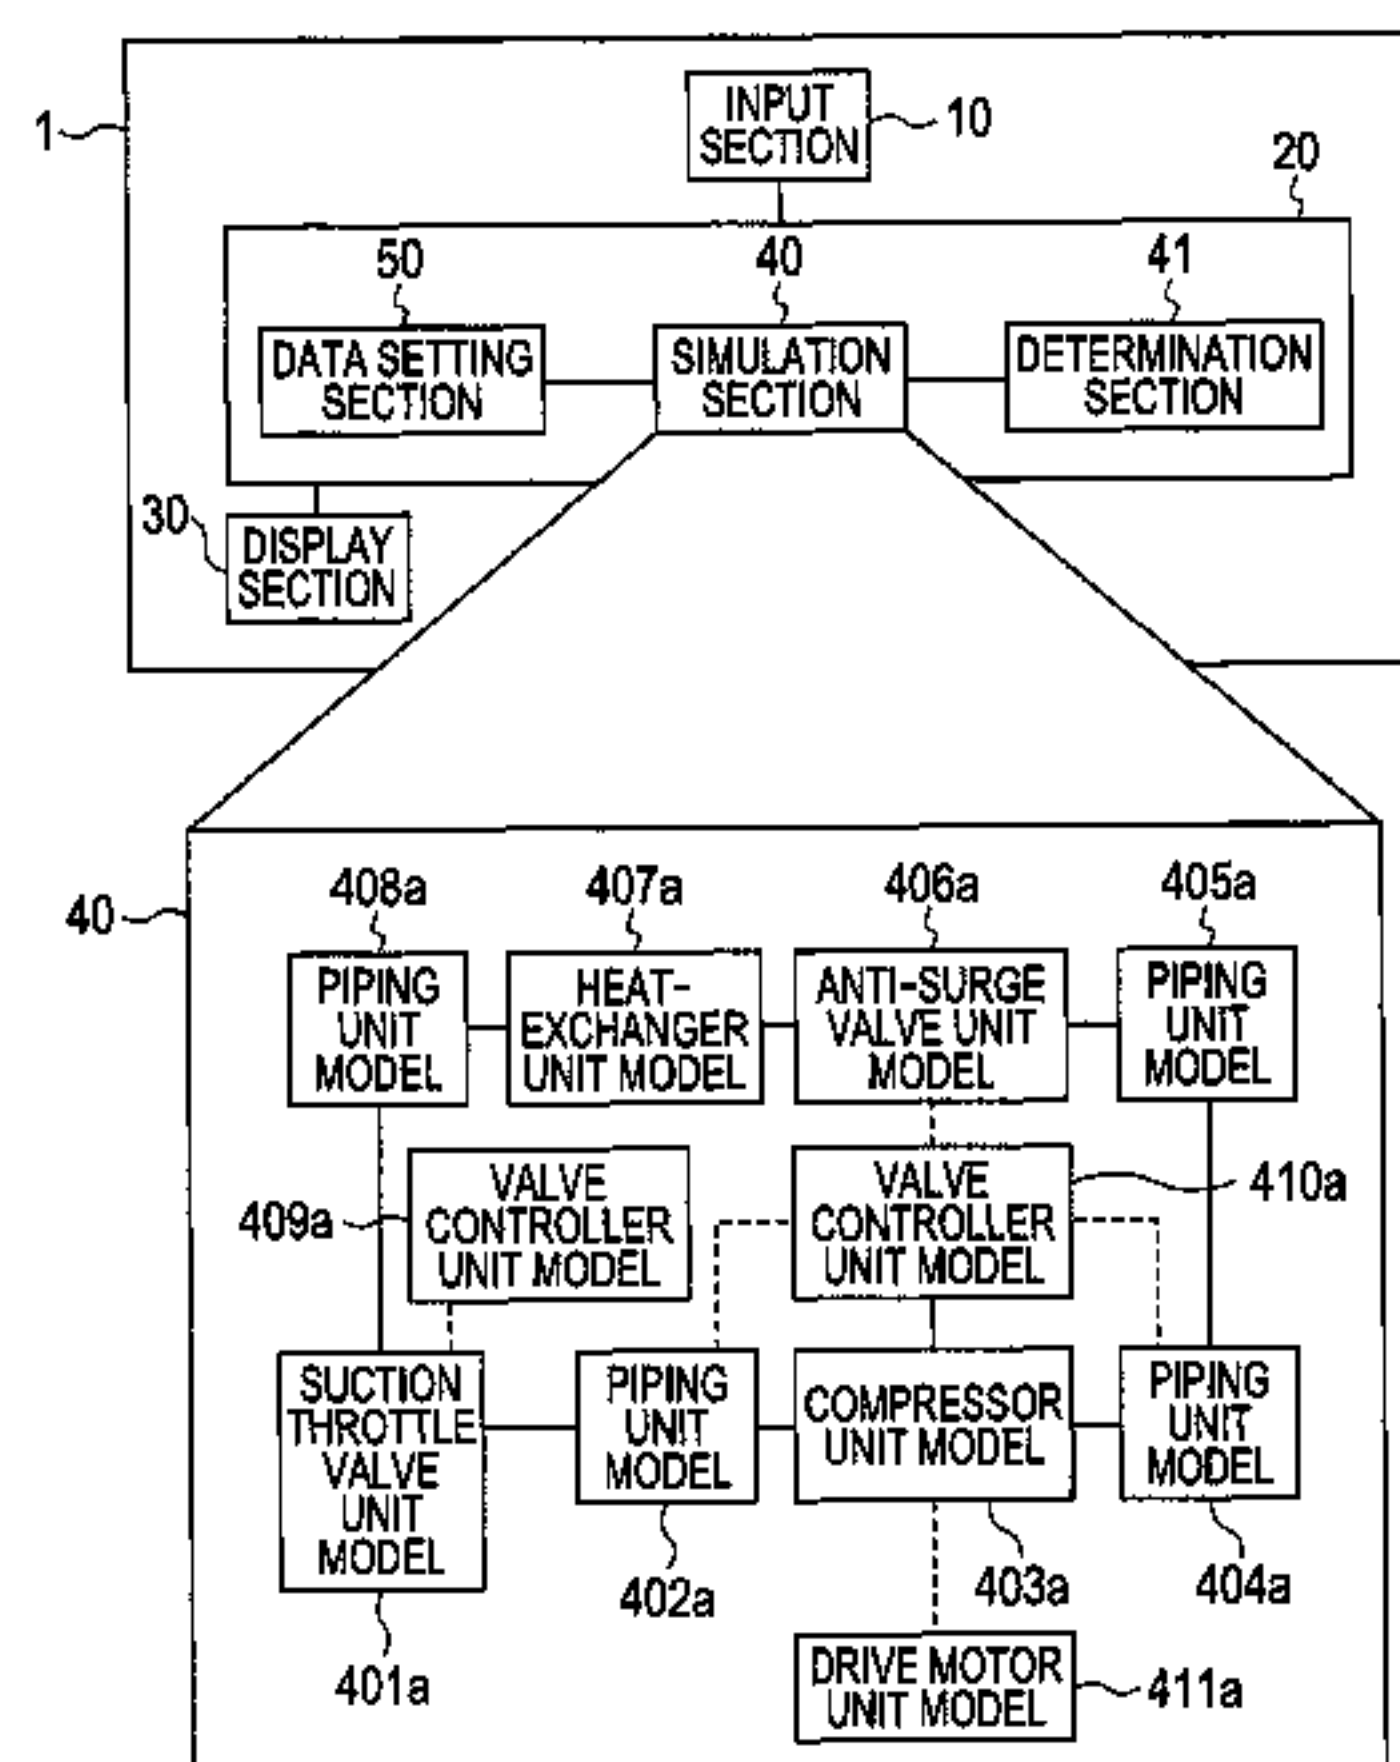 1
INPUT
SECTION
10
20
50
40
41
DATA SETTING
SECTION
SIMULATION
SECTION
DETERMINATION
SECTION
30
DISPLAY
SECTION
40
408a
407a
406a
405a
PIPING
UNIT
MODEL
HEAT-
EXCHANGER
UNIT MODEL
ANTI-SURGE
VALVE UNIT
MODEL
PIPING
UNIT
MODEL
409a
VALVE
CONTROLLER
UNIT MODEL
VALVE
CONTROLLER
UNIT MODEL
410a
SUCTION
THROTTLE
VALVE
UNIT
MODEL
PIPING
UNIT
MODEL
COMPRESSOR
UNIT MODEL
PIPING
UNIT
MODEL
401a
402a
403a
404a
DRIVE MOTOR
UNIT MODEL
411a